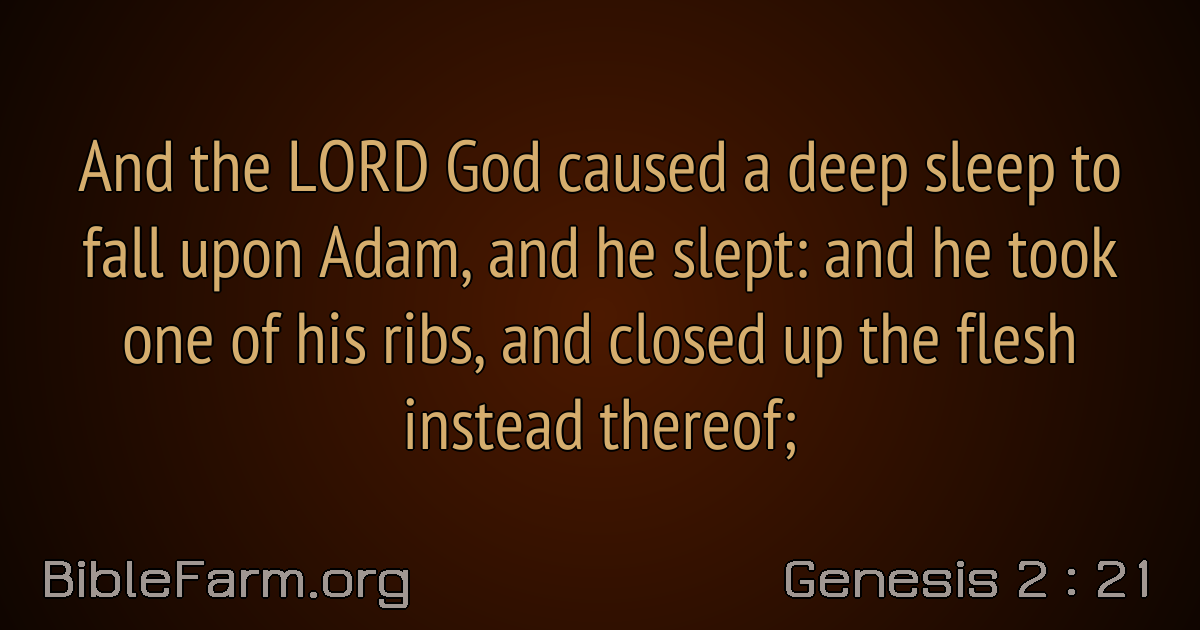 And the LORD God caused a deep sleep to
fall upon Adam, and he slept: and he took
one of his ribs, and closed up the flesh
instead thereof;
BibleFarm.org
Genesis 2 : 21